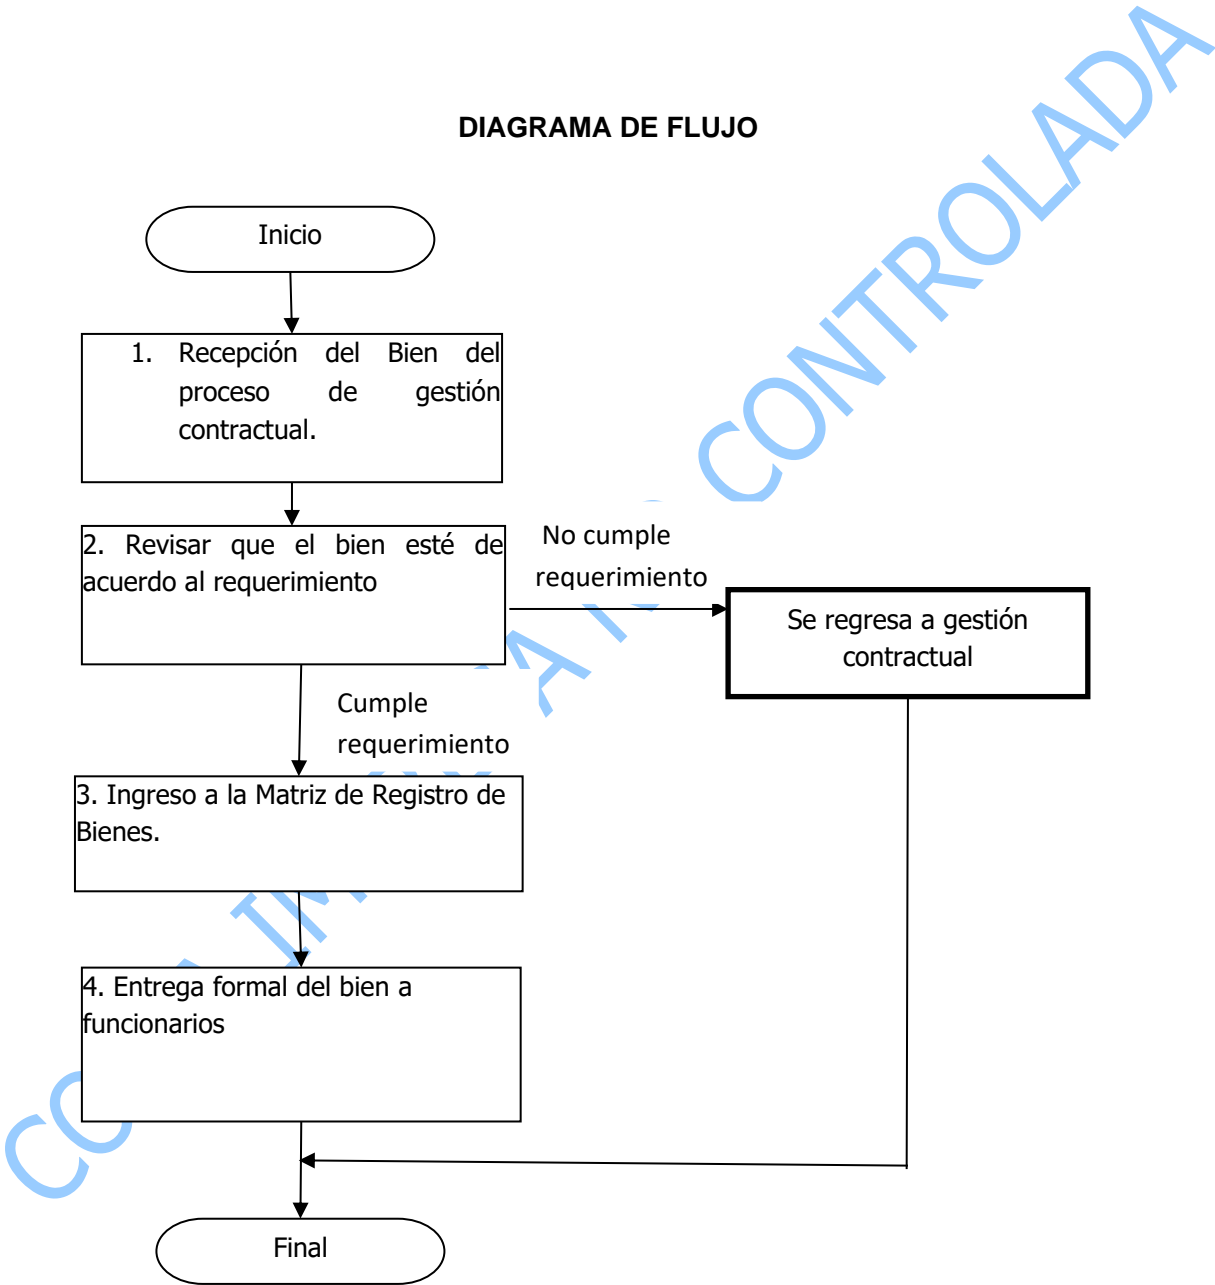 DIAGRAMA DE FLUJO
Inicio
1. Recepción del Bien del
proceso de gestión
contractual.
2. Revisar que el bien esté de
acuerdo al requerimiento
No cumple
requerimiento
Se regresa a gestión
contractual
Cumple
requerimiento
3. Ingreso a la Matriz de Registro de
Bienes.
4. Entrega formal del bien a
funcionarios
Final
CONTROLADA